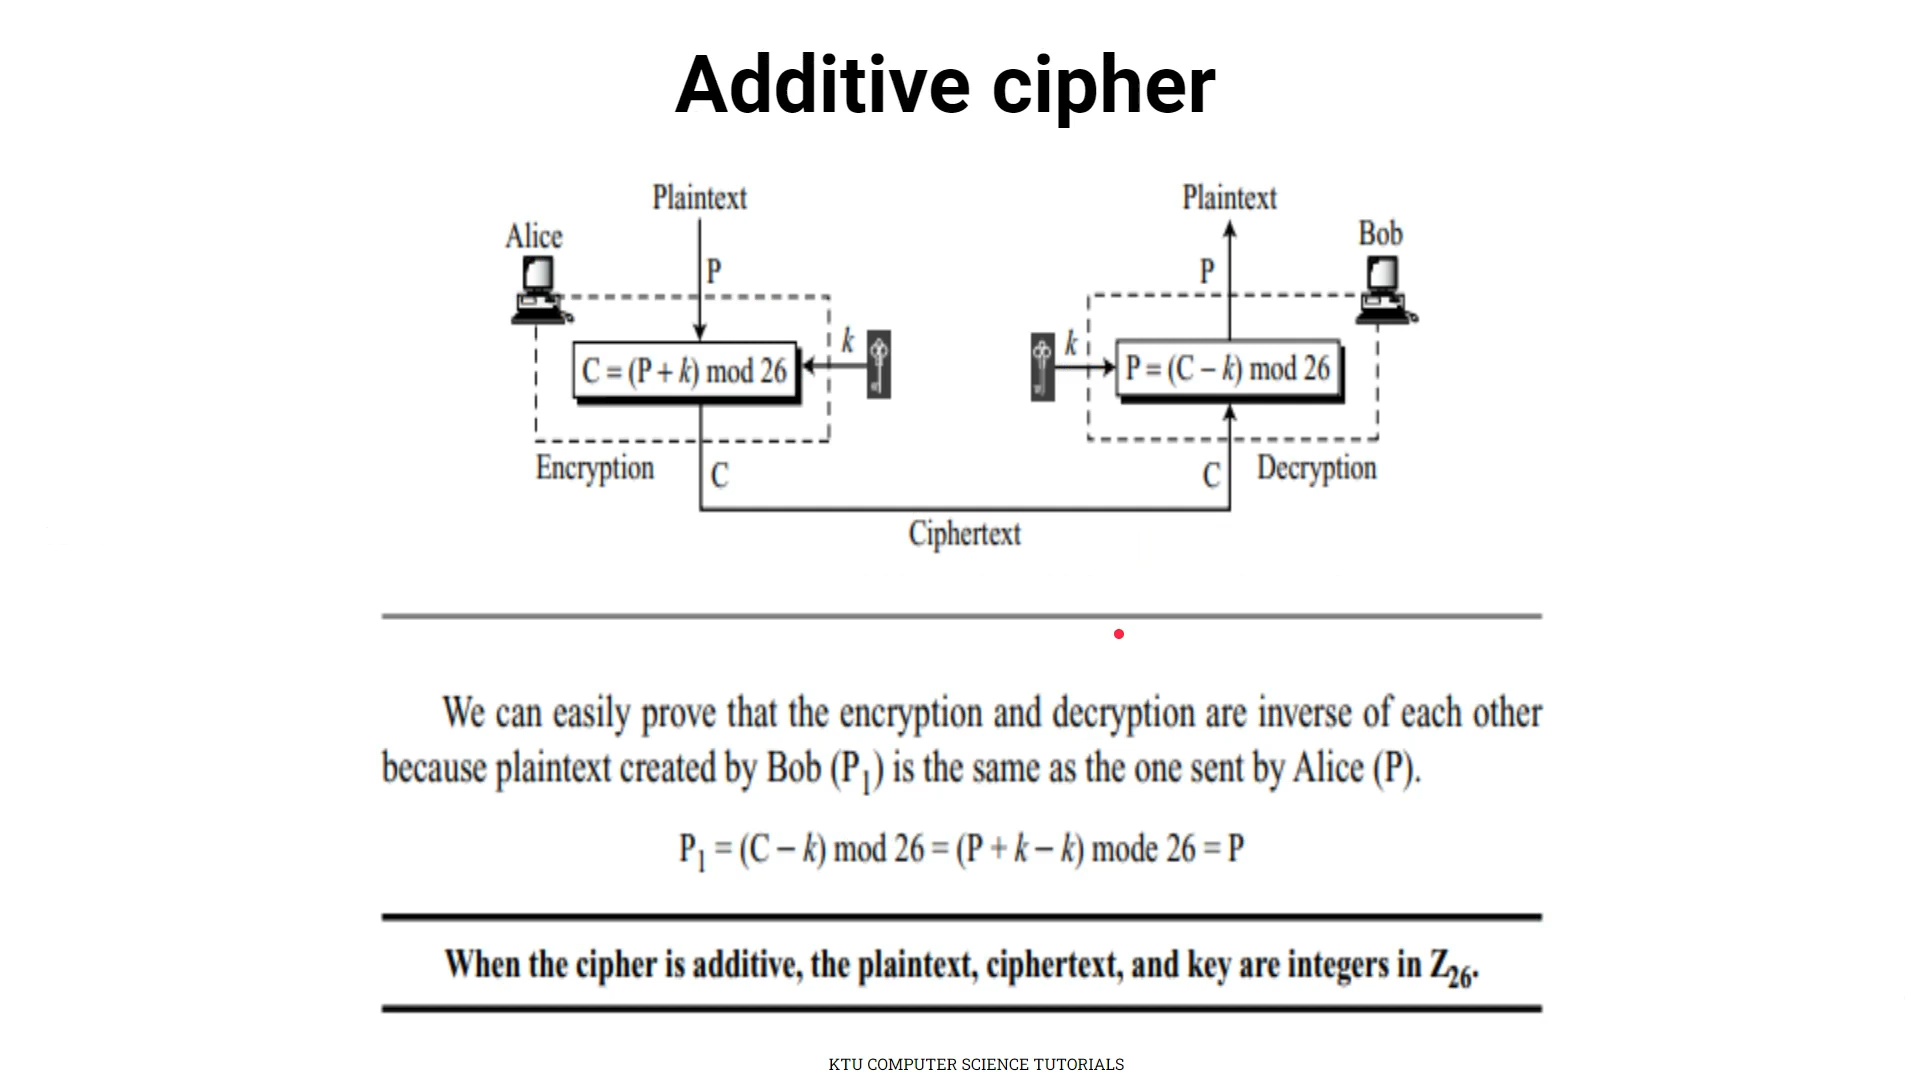 Additive cipher
Plaintext
Plaintext
Alice
Bob
P
P
k
k
C = (P + k) mod 26
P = (C – k) mod 26
Encryption
C
C
Decryption
Ciphertext
We can easily prove that the encryption and decryption are inverse of each other
because plaintext created by Bob (P₁) is the same as the one sent by Alice (P).
P₁ = (C – k) mod 26 = (P + k – k) mode 26 = P
When the cipher is additive, the plaintext, ciphertext, and key are integers in Z₂₆.
KTU COMPUTER SCIENCE TUTORIALS